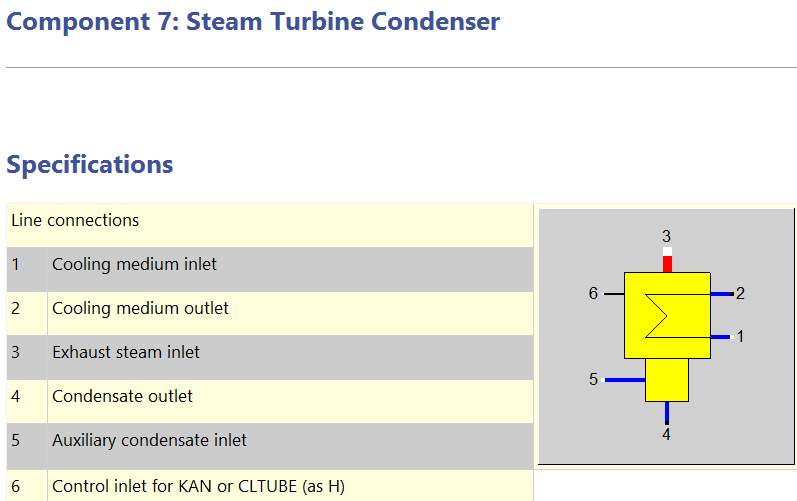 Component 7: Steam Turbine Condenser
Specifications
Line connections
1 Cooling medium inlet
2 Cooling medium outlet
3 Exhaust steam inlet
4 Condensate outlet
5 Auxiliary condensate inlet
6 Control inlet for KAN or CLTUBE (as H)
3
6
2
1
5
4